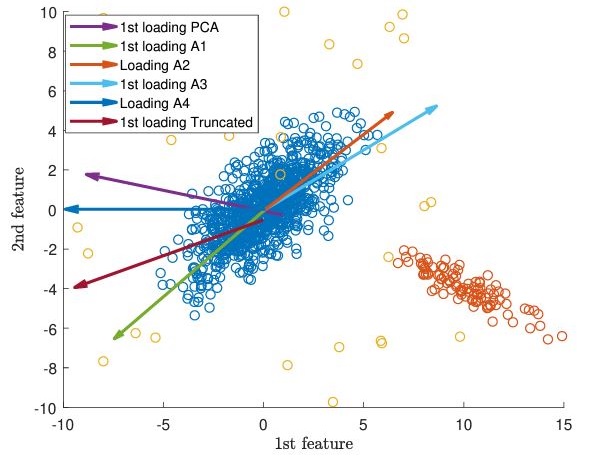 10
8
6
4
2
0
-2
-4
-6
-8
-10
2nd feature
1st loading PCA
1st loading A1
Loading A2
1st loading A3
Loading A4
1st loading Truncated
-10 -5 0 5 10 15
1st feature